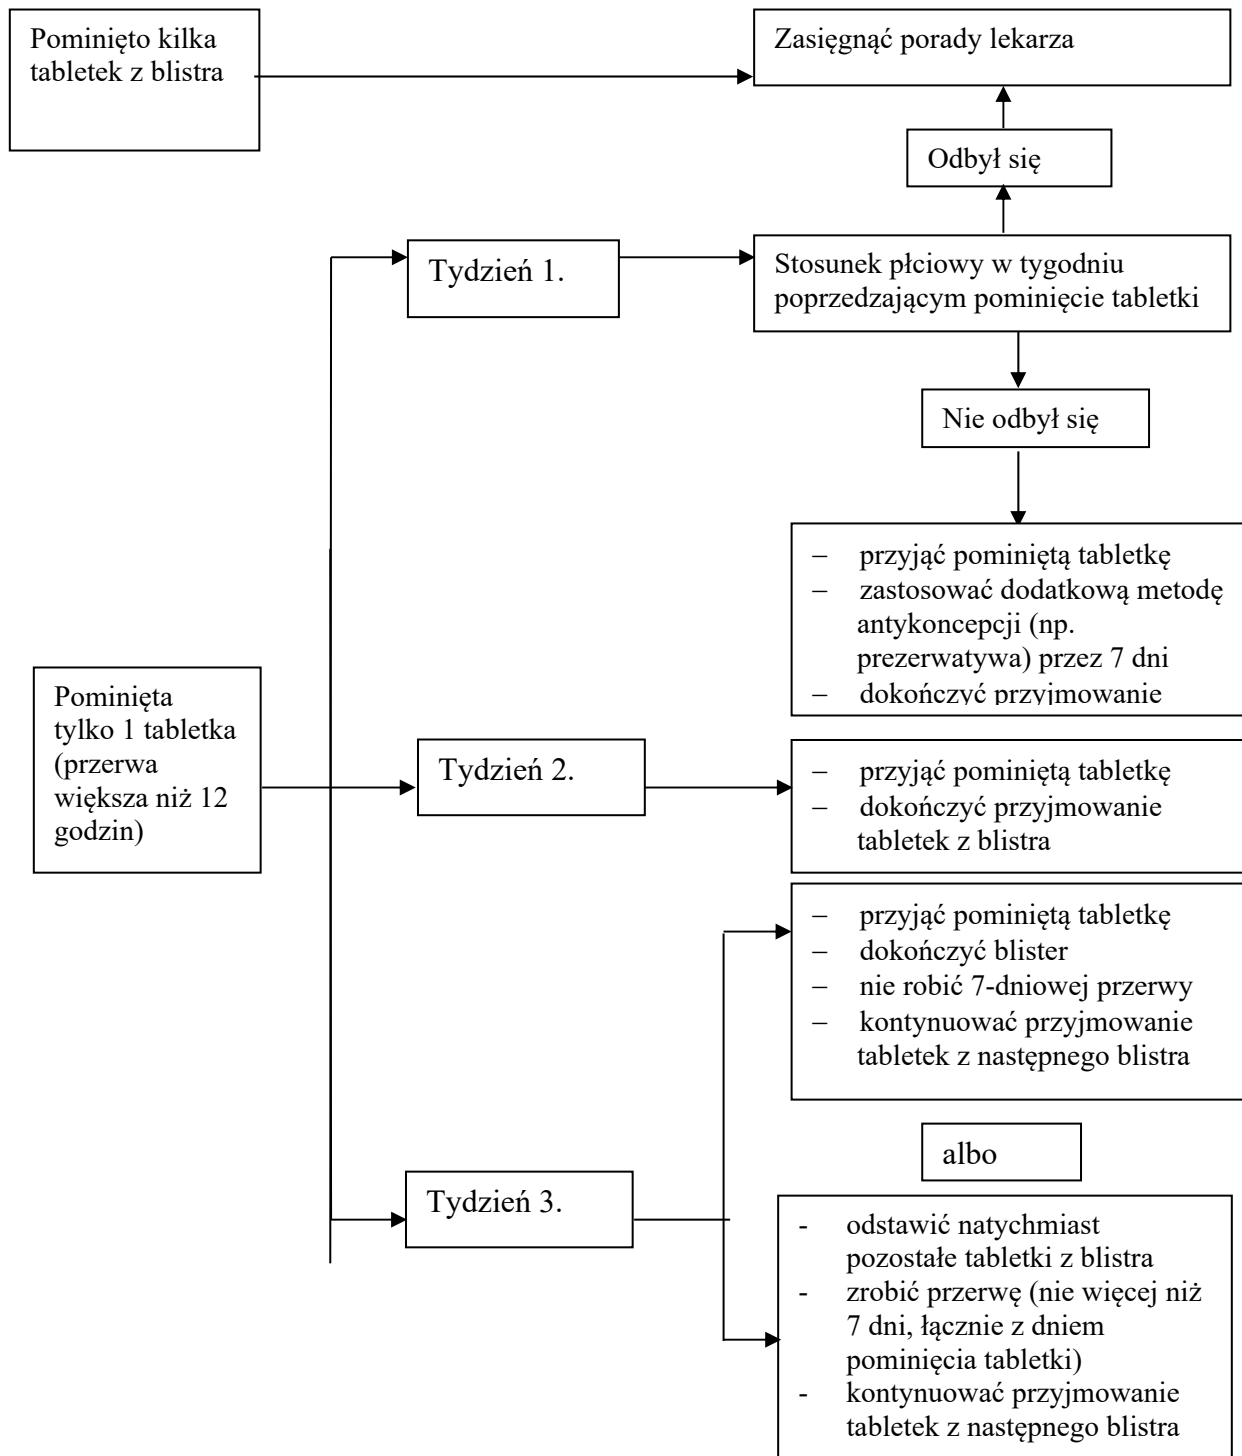 Pominięto kilka
tabletek z blistra
Zasięgnąć porady lekarza
Odbył się
Tydzień 1.
Stosunek płciowy w tygodniu
poprzedzającym pominięcie tabletki
Nie odbył się
– przyjąć pominiętą tabletkę
– zastosować dodatkową metodę
antykoncepcji (np.
prezerwatywa) przez 7 dni
– dokończyć przyjmowanie
Pominięta
tylko 1 tabletka
(przerwa
większa niż 12
godzin)
Tydzień 2.
– przyjąć pominiętą tabletkę
– dokończyć przyjmowanie
tabletek z blistra
– przyjąć pominiętą tabletkę
– dokończyć blister
– nie robić 7-dniowej przerwy
– kontynuować przyjmowanie
tabletek z następnego blistra
albo
Tydzień 3.
- odstawić natychmiast
pozostałe tabletki z blistra
- zrobić przerwę (nie więcej niż
7 dni, łącznie z dniem
pominięcia tabletki)
- kontynuować przyjmowanie
tabletek z następnego blistra